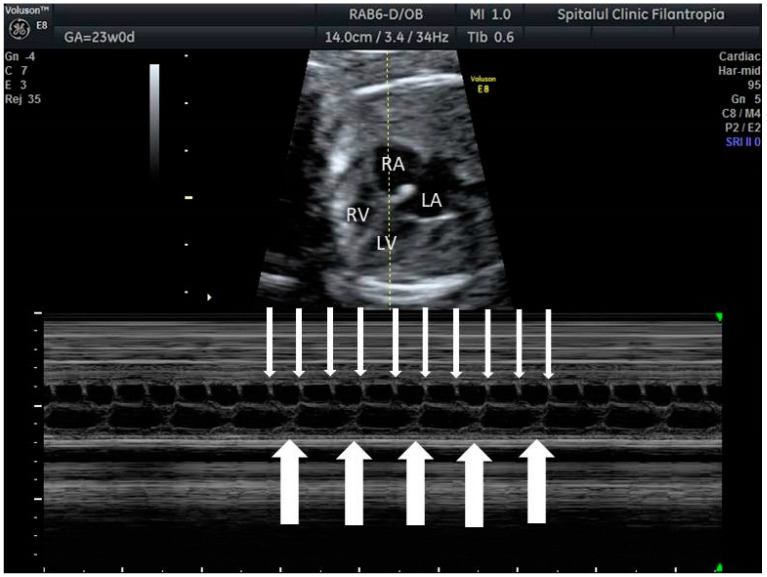 Voluson™
E8
RAB6-D/OB
MI 1.0
Spitalul Clinic Filantropia
GA=23w0d
14.0cm / 3.4 / 34Hz
TIb 0.6
Gn -4
C 7
E 3
Rej 35
Voluson
E8
Cardiac
Har-mid
95
Gn 5
C8 / M4
P2 / E2
SRI II 0
RA
LA
RV
LV